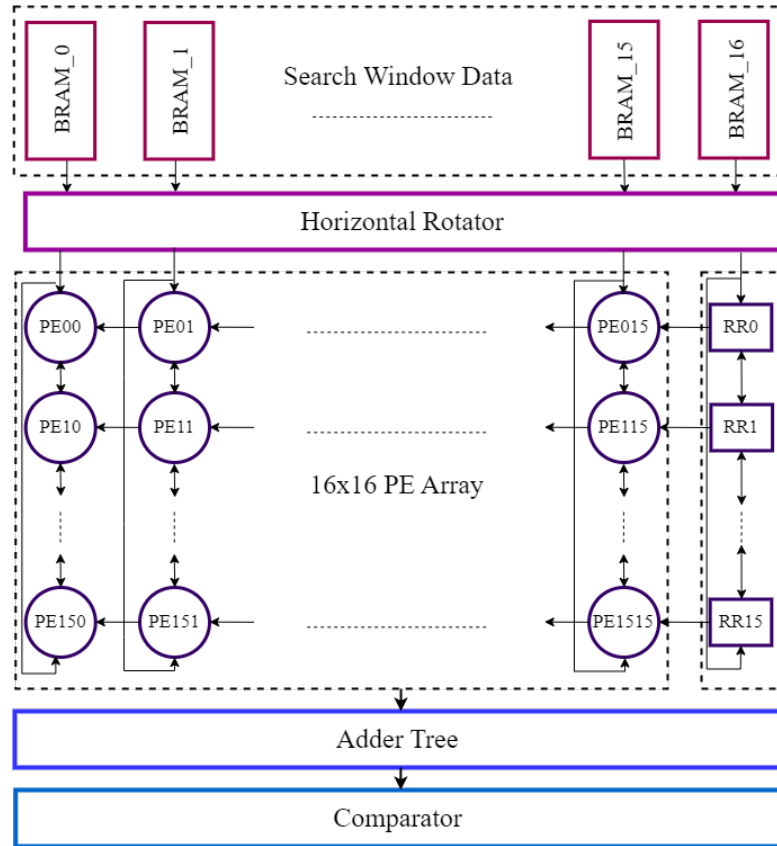 BRAM_0
BRAM_1
Search Window Data
BRAM_15
BRAM_16
Horizontal Rotator
PE00
PE01
PE015
RR0
PE10
PE11
PE115
RR1
16x16 PE Array
PE150
PE151
PE1515
RR15
Adder Tree
Comparator